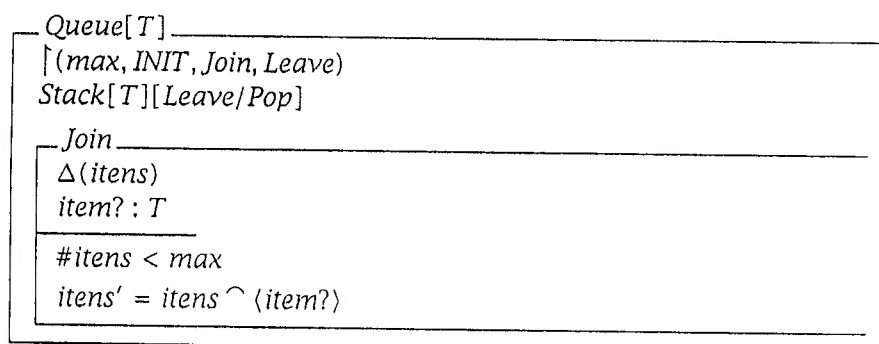 Queue[T]
↾(max, INIT, Join, Leave)
Stack[T][Leave/Pop]
Join
Δ(itens)
item? : T
#itens < max
itens′ = itens ⌢ ⟨item?⟩